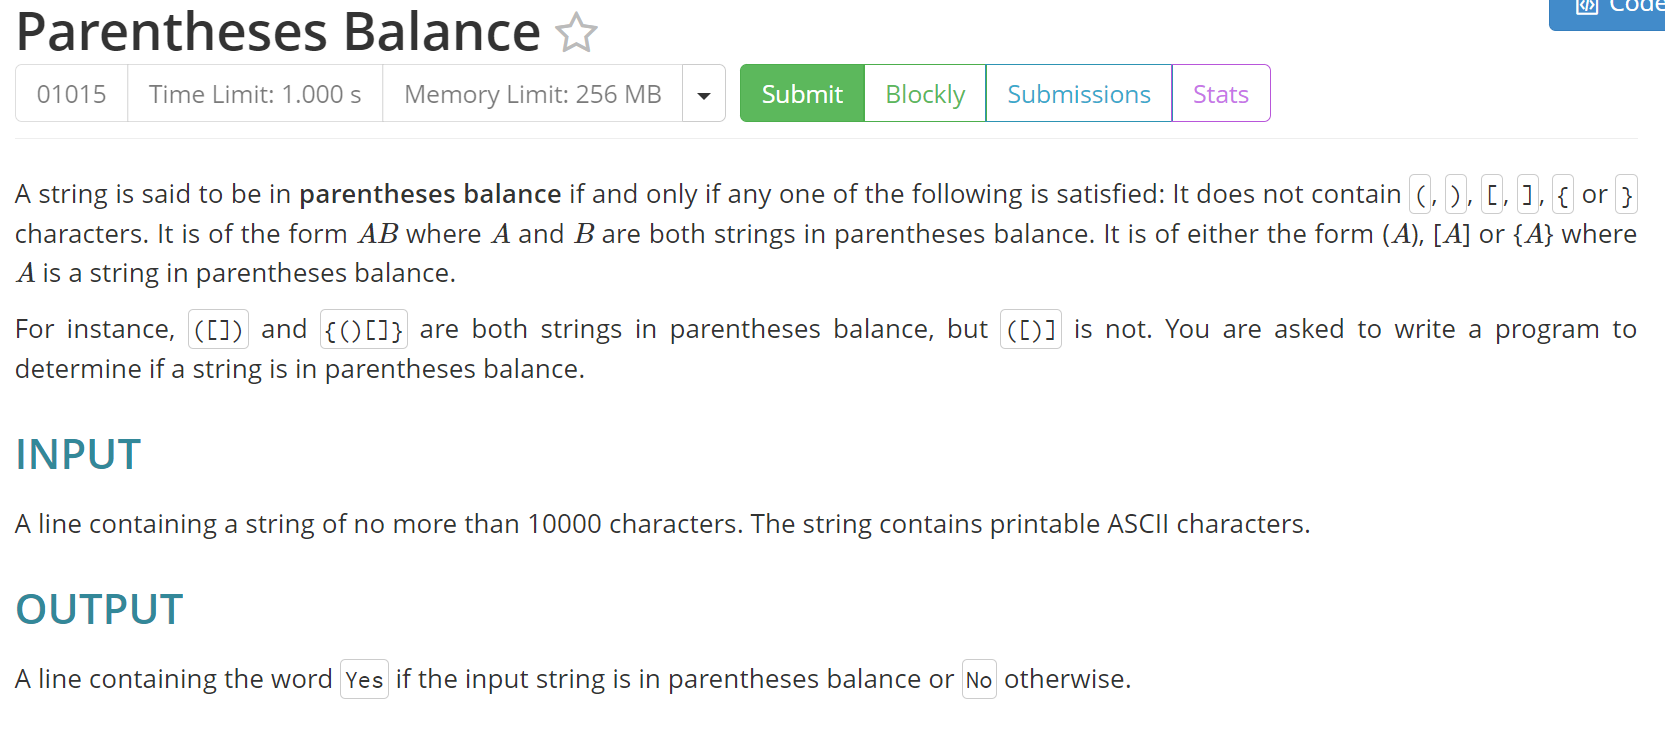 Parentheses Balance
Code
01015 Time Limit: 1.000 s Memory Limit: 256 MB Submit Blockly Submissions Stats
A string is said to be in parentheses balance if and only if any one of the following is satisfied: It does not contain (, ), [, ], { or }
characters. It is of the form AB where A and B are both strings in parentheses balance. It is of either the form (A), [A] or {A} where
A is a string in parentheses balance.
For instance, ([]) and {()[]} are both strings in parentheses balance, but ([)] is not. You are asked to write a program to
determine if a string is in parentheses balance.
INPUT
A line containing a string of no more than 10000 characters. The string contains printable ASCII characters.
OUTPUT
A line containing the word Yes if the input string is in parentheses balance or No otherwise.